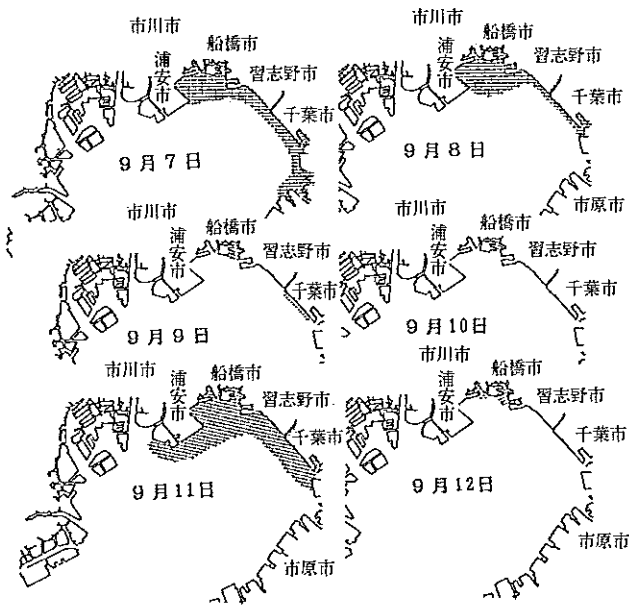 市川市
船橋市
浦安市
習志野市
千葉市
9月7日
船橋市
浦安市
習志野市
千葉市
9月8日
市原市
市川市
船橋市
浦安市
習志野市
千葉市
9月9日
市川市
船橋市
浦安市
習志野市
千葉市
9月10日
市川市
船橋市
浦安市
習志野市
千葉市
9月11日
市原市
市川市
船橋市
浦安市
習志野市
千葉市
9月12日
市原市